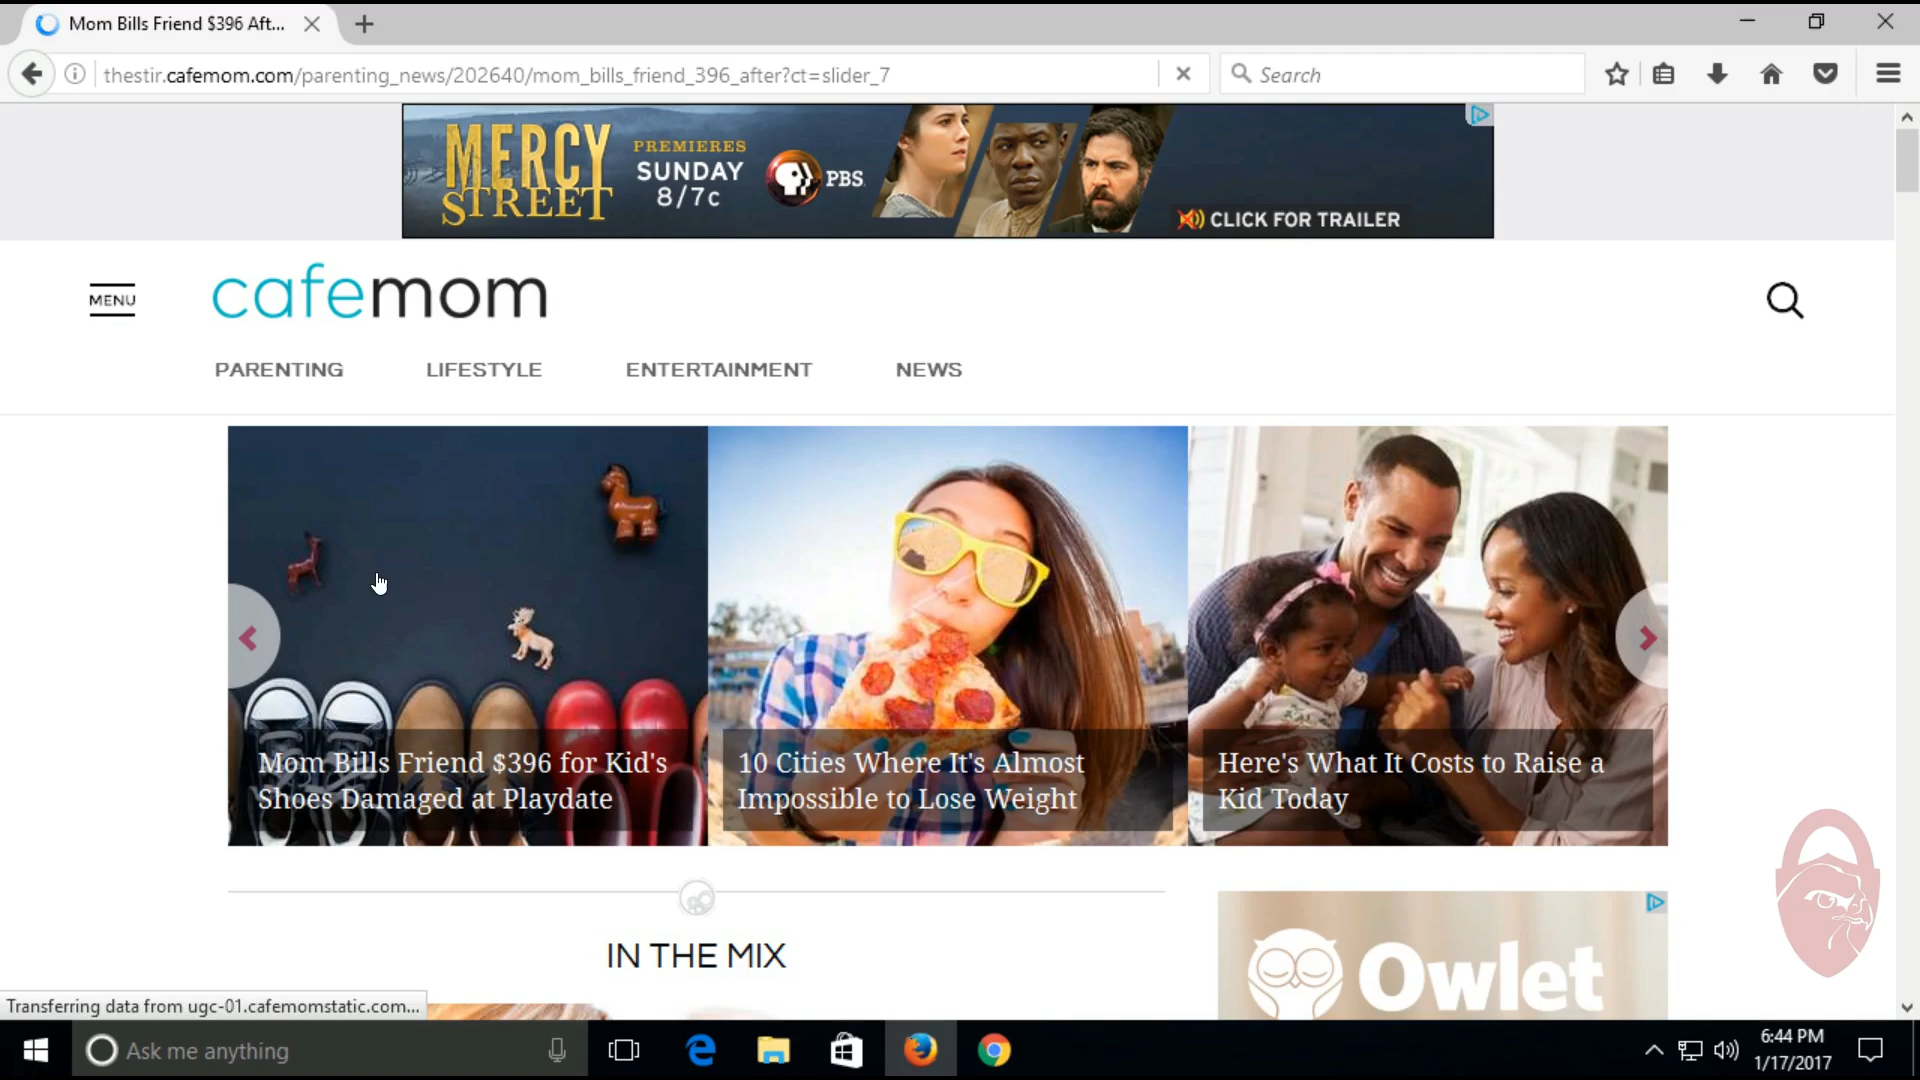 Mom Bills Friend $396 Aft...
thestir.cafemom.com/parenting_news/202640/mom_bills_friend_396_after?ct=slider_7
Search
MERCY
STREET
PREMIERES
SUNDAY
8/7c
PBS
CLICK FOR TRAILER
MENU
cafemom
PARENTING LIFESTYLE ENTERTAINMENT NEWS
Mom Bills Friend $396 for Kid's
Shoes Damaged at Playdate
10 Cities Where It's Almost
Impossible to Lose Weight
Here's What It Costs to Raise a
Kid Today
IN THE MIX
Owlet
Transferring data from ugc-01.cafemomstatic.com...
Ask me anything
6:44 PM
1/17/2017